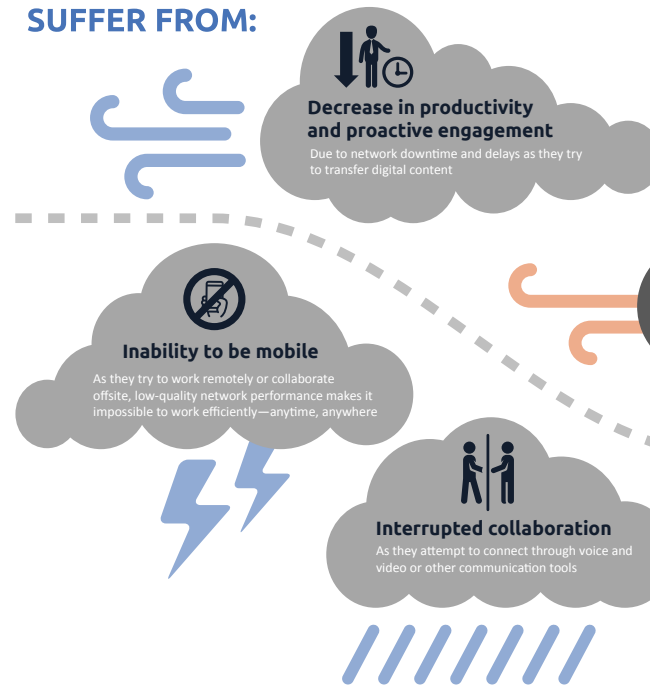 SUFFER FROM:
Decrease in productivity
and proactive engagement
Due to network downtime and delays as they try
to transfer digital content
Inability to be mobile
As they try to work remotely or collaborate
offsite, low-quality network performance makes it
impossible to work efficiently—anytime, anywhere
Interrupted collaboration
As they attempt to connect through voice and
video or other communication tools